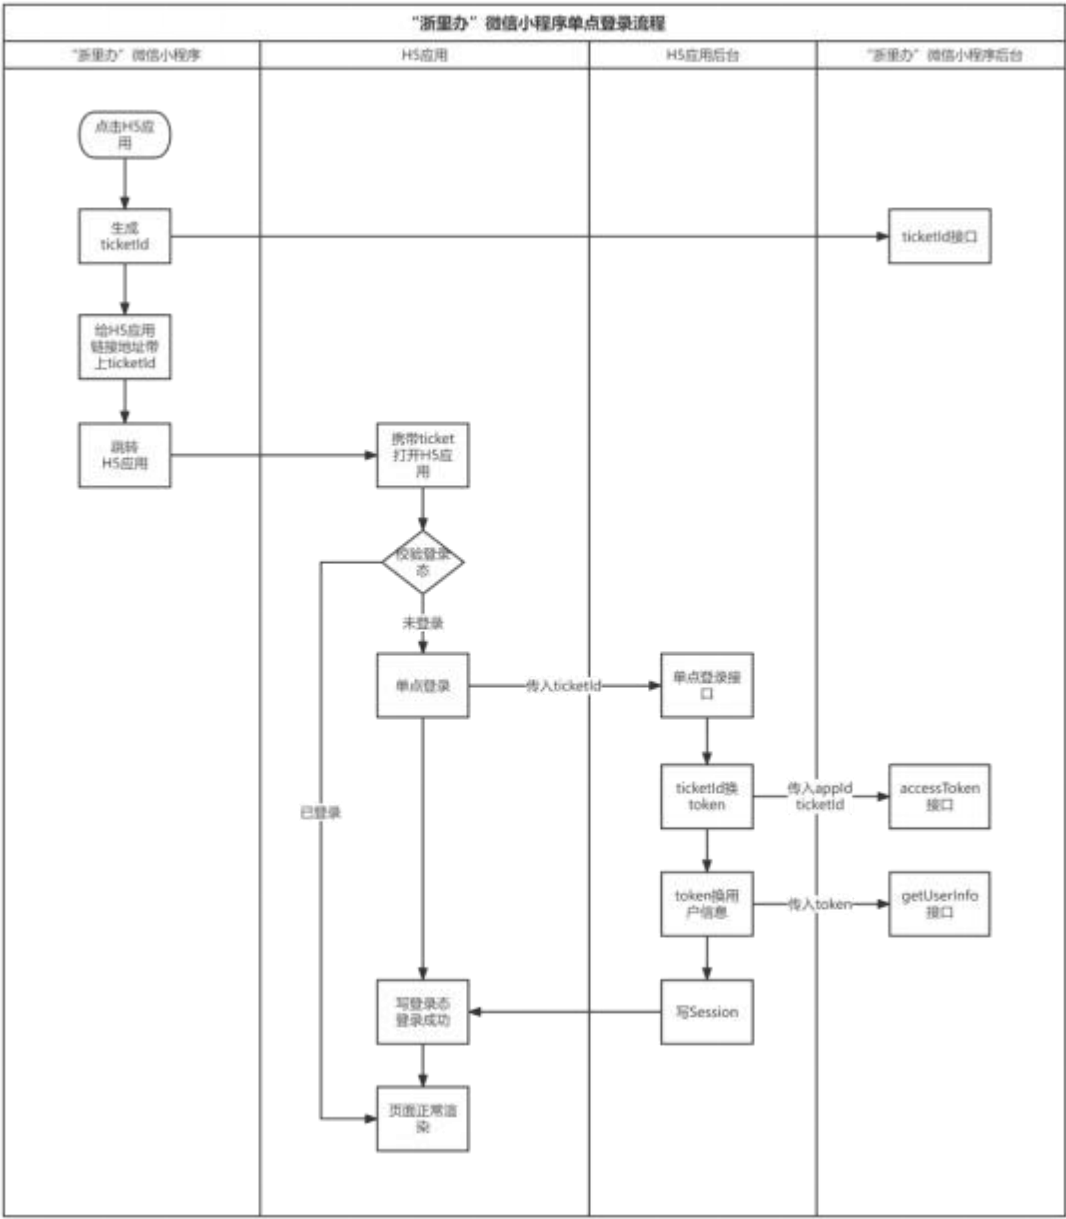 “浙里办”微信小程序单点登录流程
“浙里办”微信小程序
H5应用
H5应用后台
“浙里办”微信小程序后台
点击H5应
用
生成
ticketId
ticketId接口
给H5应用
链接地址带
上ticketId
跳转
H5应用
携带ticket
打开H5应
用
校验登录
态
未登录
单点登录
传入ticketId
单点登录接
口
ticketId换
token
传入appId
ticketId
accessToken
接口
已登录
token换用
户信息
传入token
getUserInfo
接口
写登录态
登录成功
写Session
页面正常渲
染